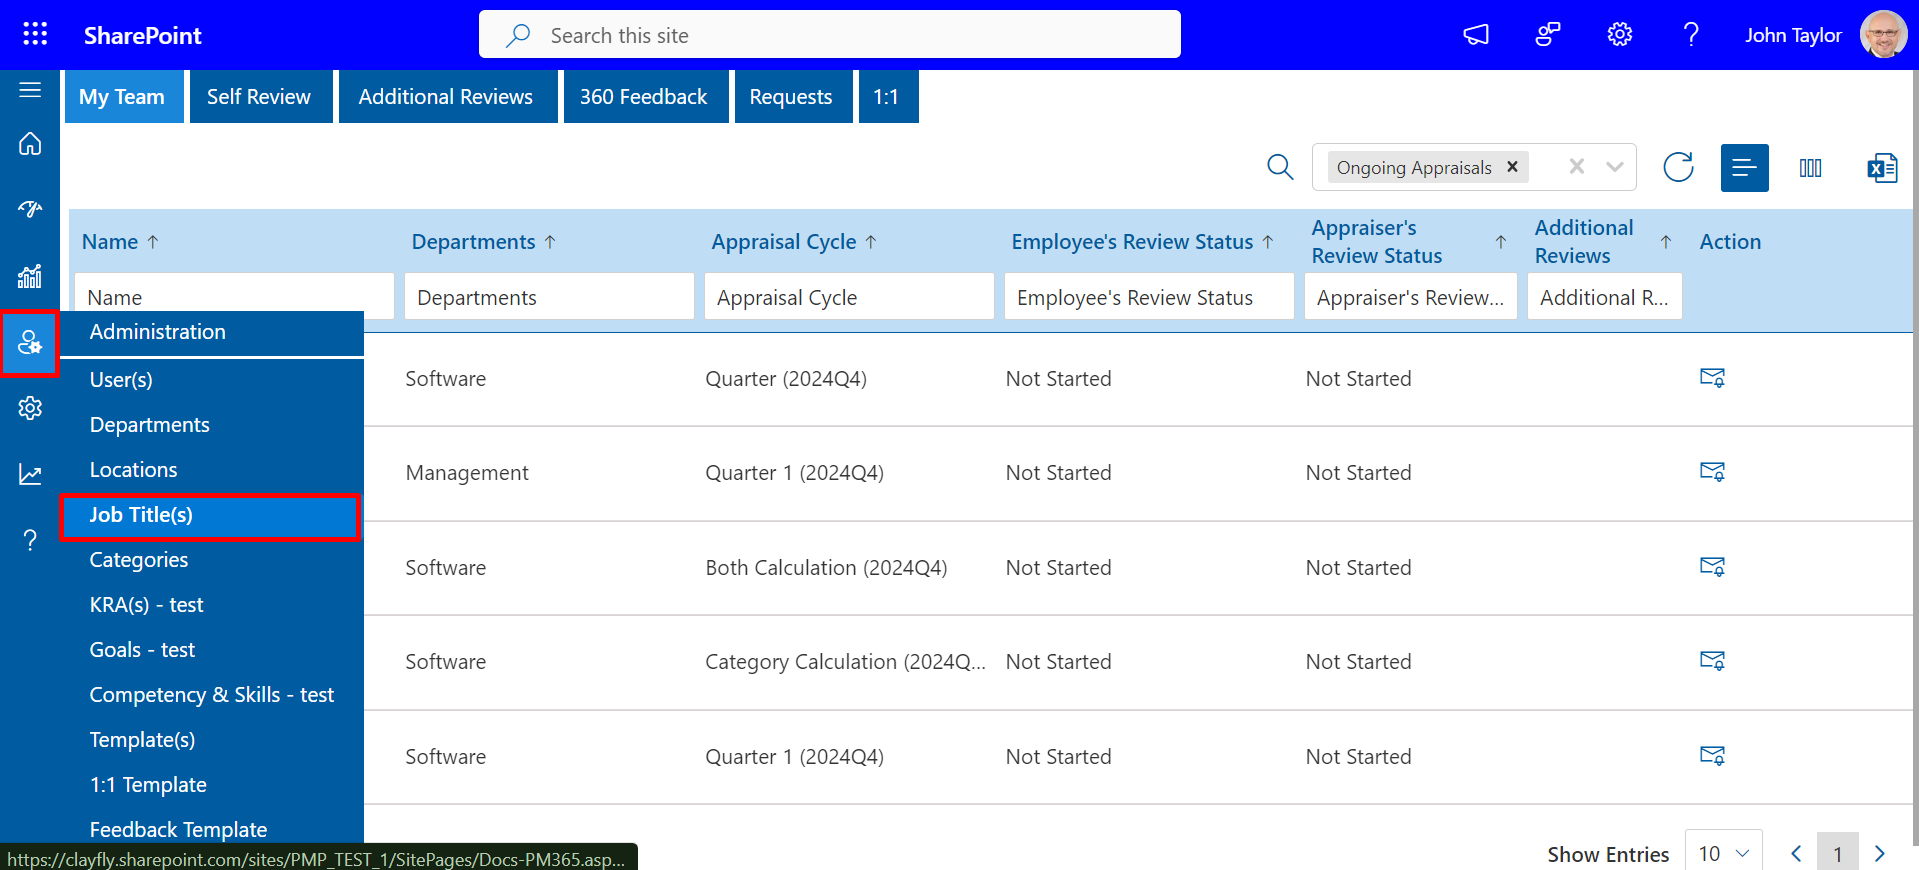 SharePoint
Search this site
John Taylor
My Team
Self Review
Additional Reviews
360 Feedback
Requests
1:1
Ongoing Appraisals
Name
Departments
Appraisal Cycle
Employee's Review Status
Appraiser's
Review Status
Additional
Reviews
Action
Name
Departments
Appraisal Cycle
Employee's Review Status
Appraiser's Review...
Additional R...
Administration
User(s)
Departments
Locations
Job Title(s)
Categories
KRA(s) - test
Goals - test
Competency & Skills - test
Template(s)
1:1 Template
Feedback Template
Software
Quarter (2024Q4)
Not Started
Not Started
Management
Quarter 1 (2024Q4)
Not Started
Not Started
Software
Both Calculation (2024Q4)
Not Started
Not Started
Software
Category Calculation (2024Q...
Not Started
Not Started
Software
Quarter 1 (2024Q4)
Not Started
Not Started
https://clayfly.sharepoint.com/sites/PMP_TEST_1/SitePages/Docs-PM365.asp...
Show Entries
10
1